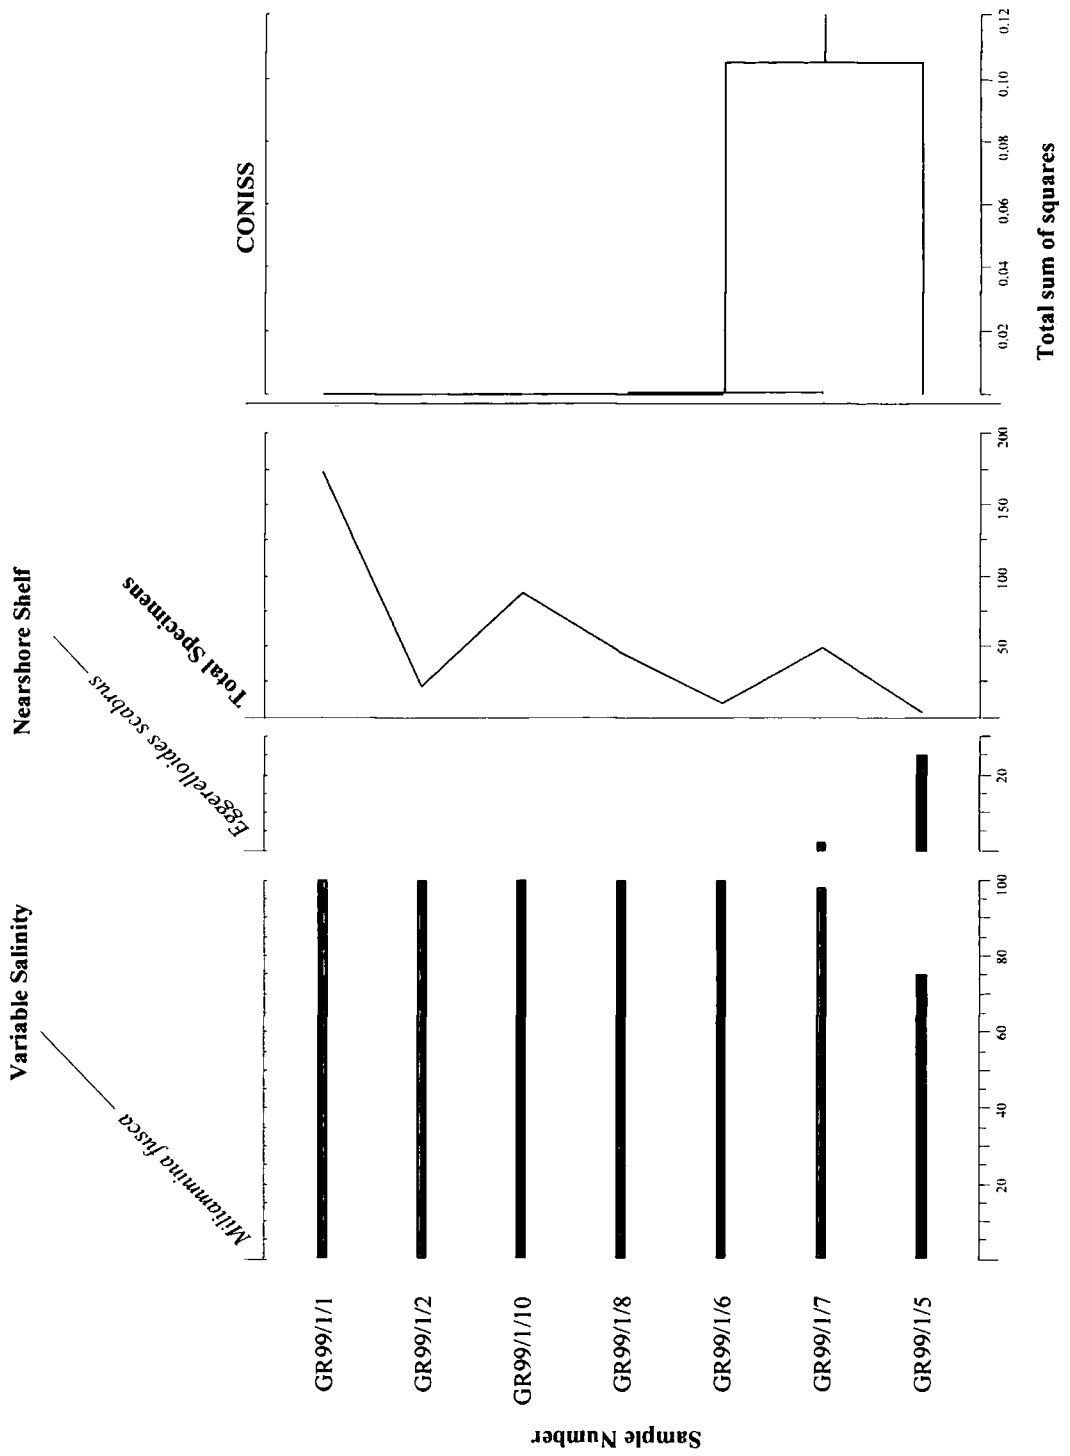 Variable Salinity
Nearshore Shelf
Miliammina fusca
Eggerelloides scabrus
Total Specimens
CONISS
Sample Number
GR99/1/1
GR99/1/2
GR99/1/10
GR99/1/8
GR99/1/6
GR99/1/7
GR99/1/5
20 40 60 80 100
20
50 100 150 200
0.02 0.04 0.06 0.08 0.10 0.12
Total sum of squares